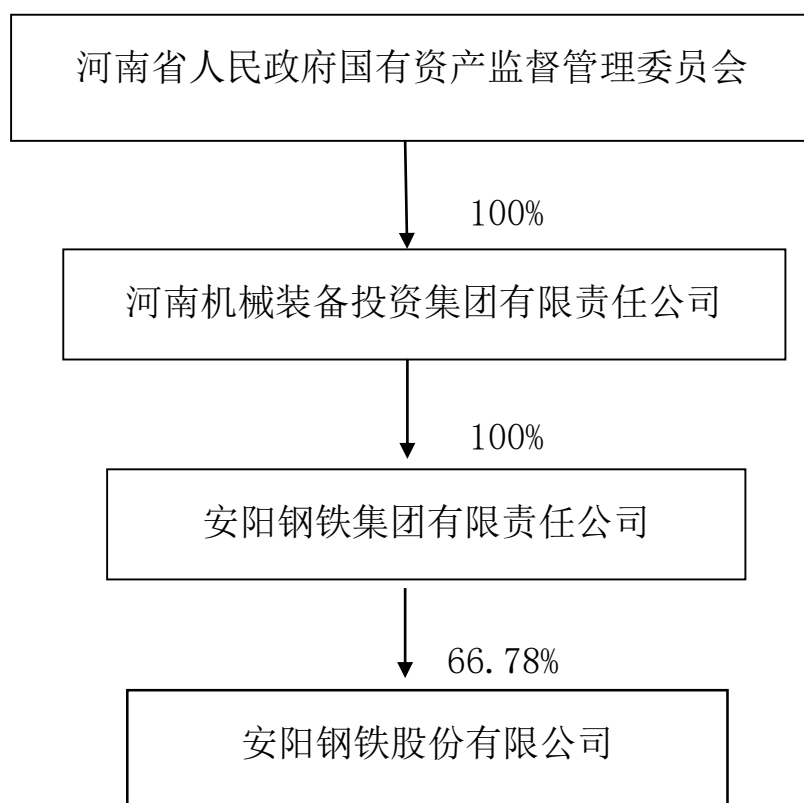 河南省人民政府国有资产监督管理委员会
100%
河南机械装备投资集团有限责任公司
100%
安阳钢铁集团有限责任公司
66.78%
安阳钢铁股份有限公司